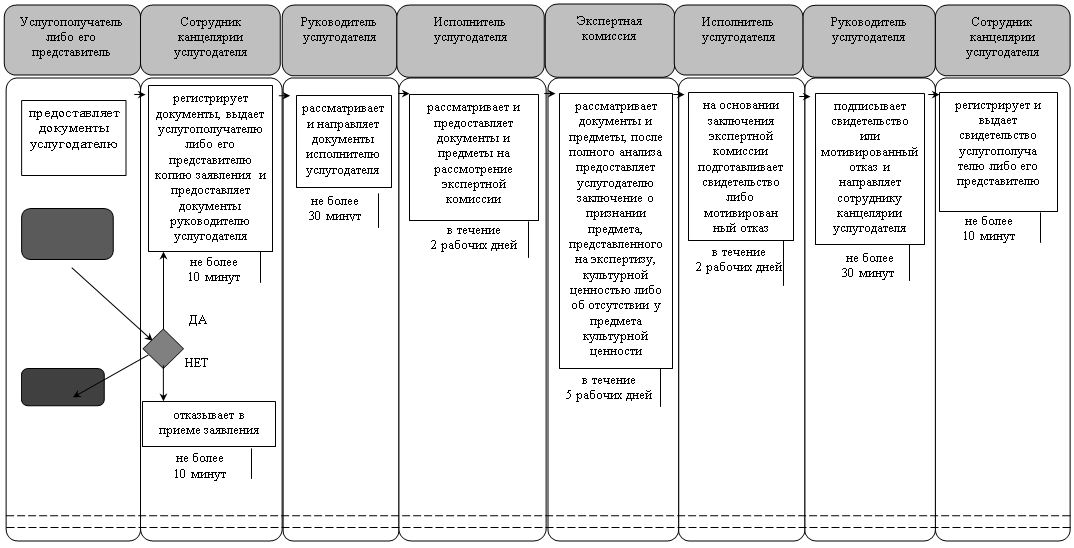 Услугополучатель
либо его
представитель
Сотрудник
канцелярии
услугодателя
Руководитель
услугодателя
Исполнитель
услугодателя
Экспертная
комиссия
Исполнитель
услугодателя
Руководитель
услугодателя
Сотрудник
канцелярии
услугодателя
предоставляет
документы
услугодателю
регистрирует
документы, выдает
услугополучателю
либо его
представителю
копию заявления и
предоставляет
документы
руководителю
услугодателя
не более
10 минут
ДА
НЕТ
отказывает в
приеме заявления
не более
10 минут
рассматривает
и направляет
документы
исполнителю
услугодателя
не более
30 минут
рассматривает и
предоставляет
документы и
предметы на
рассмотрение
экспертной
комиссии
в течение
2 рабочих дней
рассматривает
документы и
предметы, после
полного анализа
предоставляет
услугодателю
заключение о
признании
предмета,
представленного
на экспертизу,
культурной
ценностью либо
об отсутствии у
предмета
культурной
ценности
в течение
5 рабочих дней
на основании
заключения
экспертной
комиссии
подготавливает
свидетельство
либо
мотивирован
ный отказ
в течение
2 рабочих дней
подписывает
свидетельство
или
мотивированный
отказ и
направляет
сотруднику
канцелярии
услугодателя
не более
30 минут
регистрирует и
выдает
свидетельство
услугополуча
телю либо его
представителю
не более
10 минут